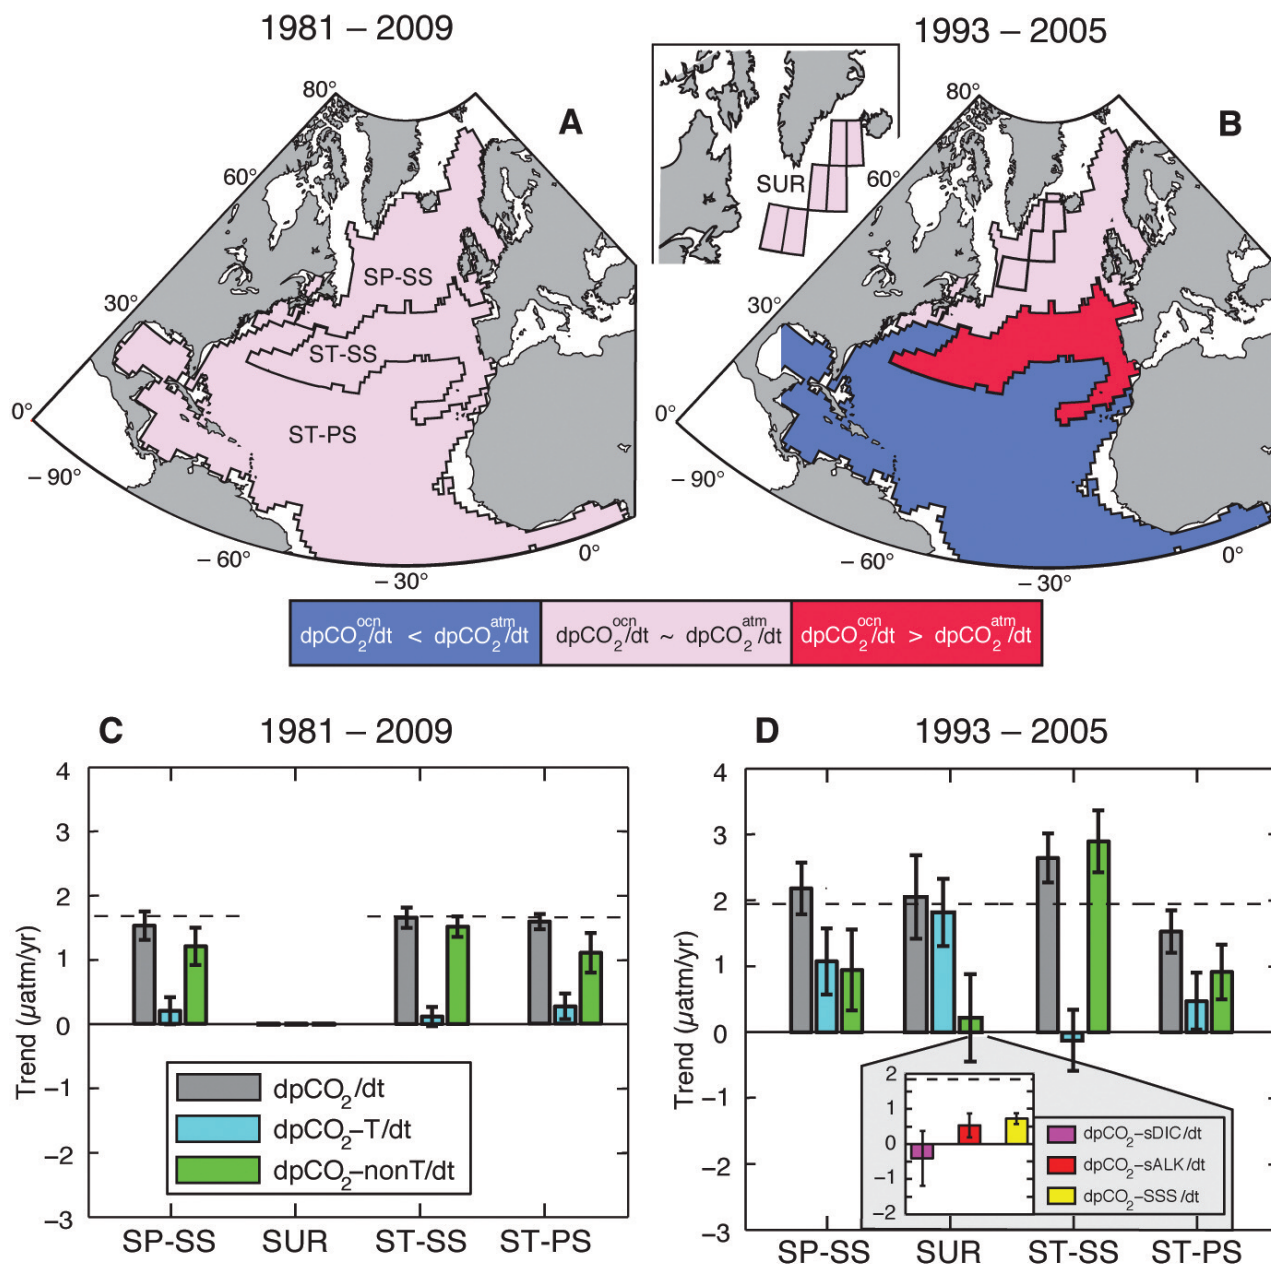 1981 – 2009
1993 – 2005
A
80°
60°
30°
0°
– 90°
– 60°
– 30°
0°
SP-SS
ST-SS
ST-PS
B
SUR
80°
60°
30°
0°
– 90°
– 60°
– 30°
0°
dpCO₂ᵒᶜⁿ/dt < dpCO₂ᵃᵗᵐ/dt
dpCO₂ᵒᶜⁿ/dt ~ dpCO₂ᵃᵗᵐ/dt
dpCO₂ᵒᶜⁿ/dt > dpCO₂ᵃᵗᵐ/dt
C
1981 – 2009
Trend (µatm/yr)
4
3
2
1
0
–1
–2
–3
dpCO₂/dt
dpCO₂–T/dt
dpCO₂–nonT/dt
SP-SS
SUR
ST-SS
ST-PS
D
1993 – 2005
Trend (µatm/yr)
4
3
2
1
0
–1
–2
–3
2
1
0
–1
–2
dpCO₂–sDIC/dt
dpCO₂–sALK/dt
dpCO₂–SSS/dt
SP-SS
SUR
ST-SS
ST-PS